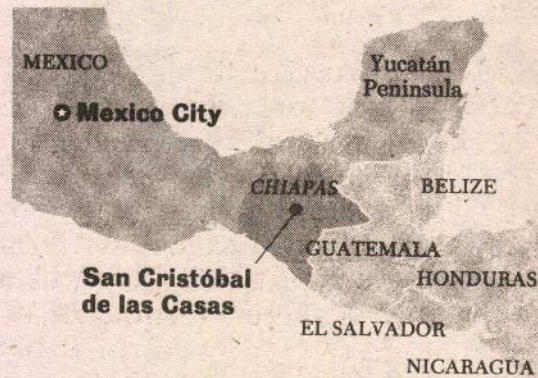 MEXICO
Yucatán
Peninsula
Mexico City
CHIAPAS
BELIZE
GUATEMALA
HONDURAS
San Cristóbal
de las Casas
EL SALVADOR
NICARAGUA